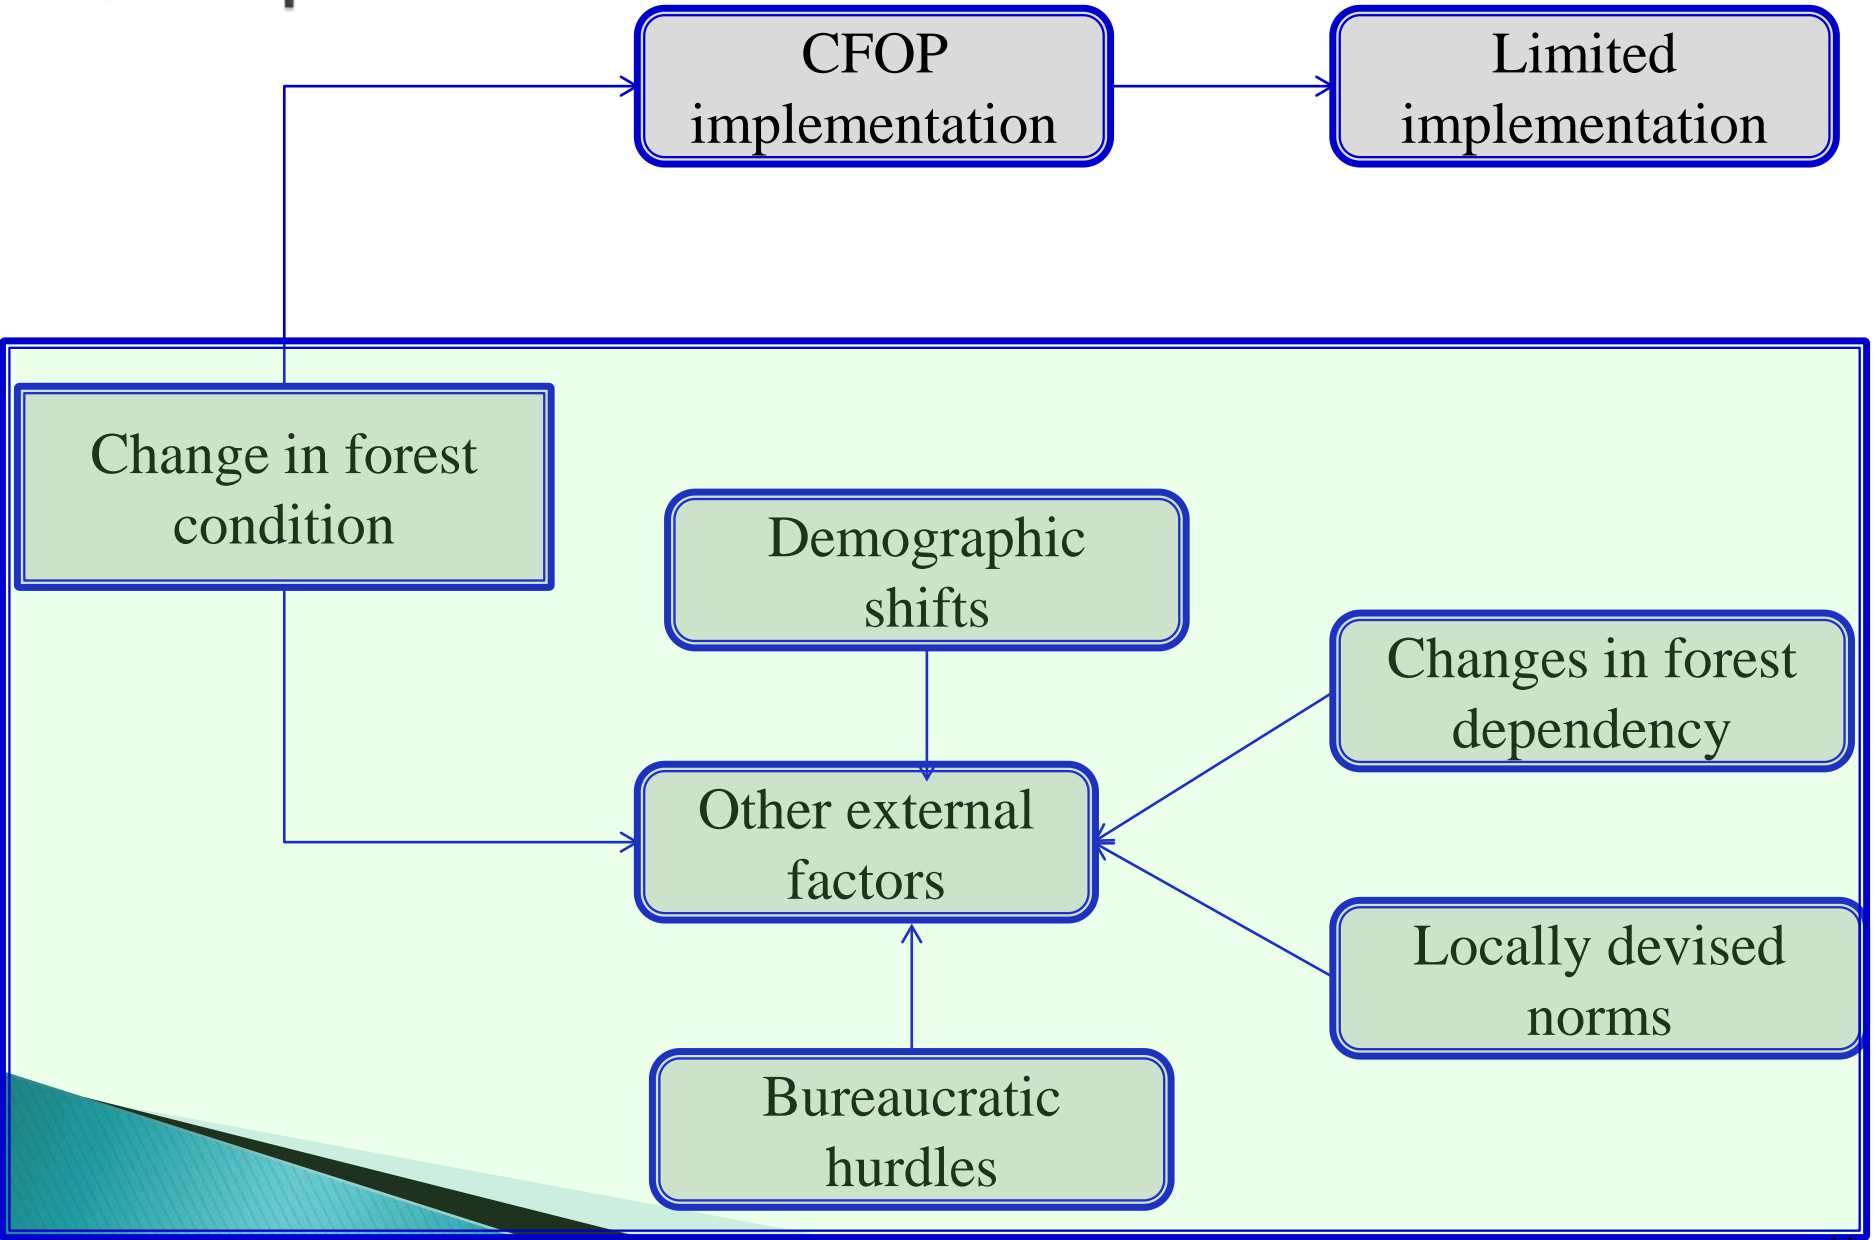 CFOP
implementation
Limited
implementation
Change in forest
condition
Demographic
shifts
Changes in forest
dependency
Other external
factors
Locally devised
norms
Bureaucratic
hurdles